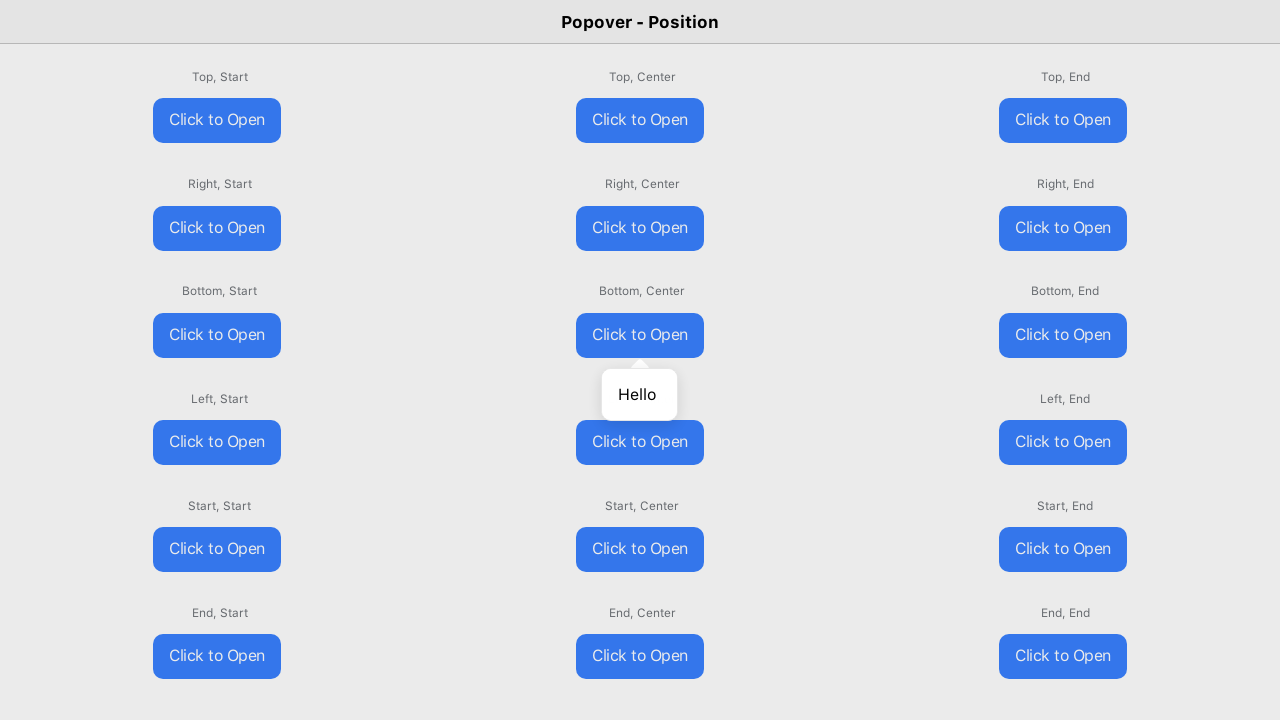 Popover - Position
Top, Start
Top, Center
Top, End
Click to Open
Click to Open
Click to Open
Right, Start
Right, Center
Right, End
Click to Open
Click to Open
Click to Open
Bottom, Start
Bottom, Center
Bottom, End
Click to Open
Click to Open
Click to Open
Hello
Left, Start
Left, End
Click to Open
Click to Open
Click to Open
Start, Start
Start, Center
Start, End
Click to Open
Click to Open
Click to Open
End, Start
End, Center
End, End
Click to Open
Click to Open
Click to Open